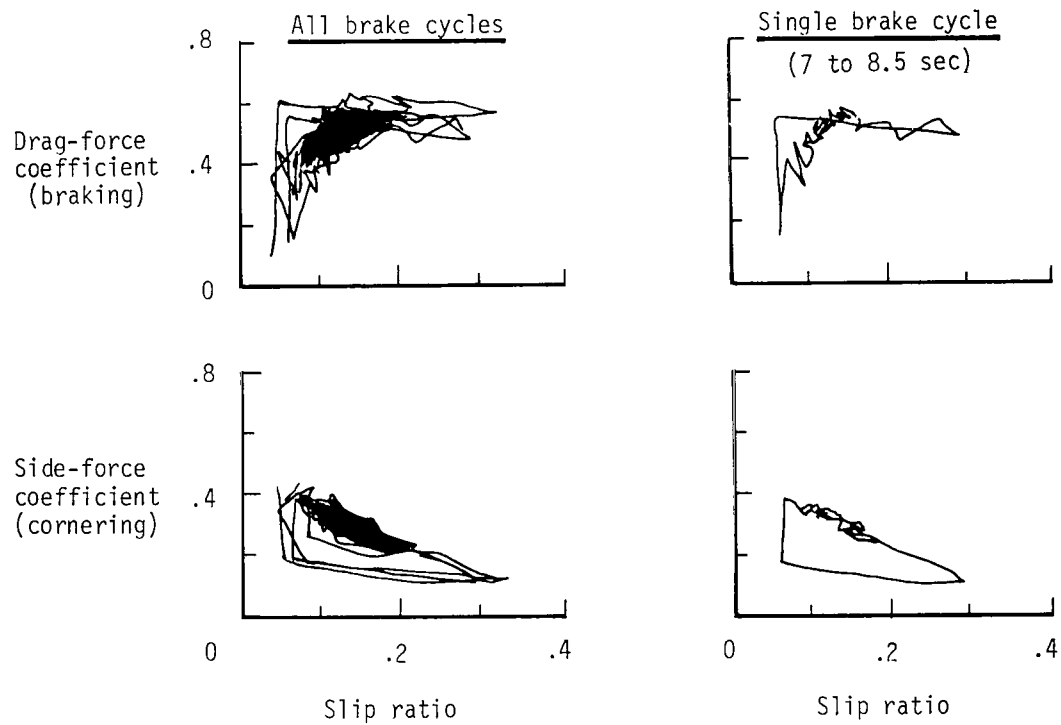 All brake cycles
Single brake cycle
(7 to 8.5 sec)
.8
Drag-force
coefficient
(braking)
.4
0
.8
Side-force
coefficient
(cornering)
.4
0
.2
.4
0
.2
.4
Slip ratio
Slip ratio